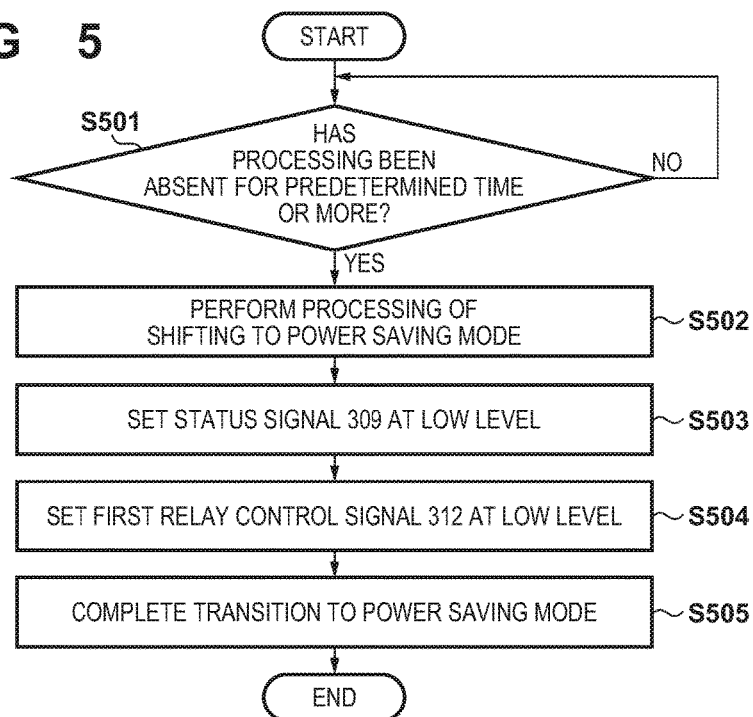 G 5
START
S501
HAS
PROCESSING BEEN
ABSENT FOR PREDETERMINED TIME
OR MORE?
NO
YES
PERFORM PROCESSING OF
SHIFTING TO POWER SAVING MODE
S502
SET STATUS SIGNAL 309 AT LOW LEVEL
S503
SET FIRST RELAY CONTROL SIGNAL 312 AT LOW LEVEL
S504
COMPLETE TRANSITION TO POWER SAVING MODE
S505
END